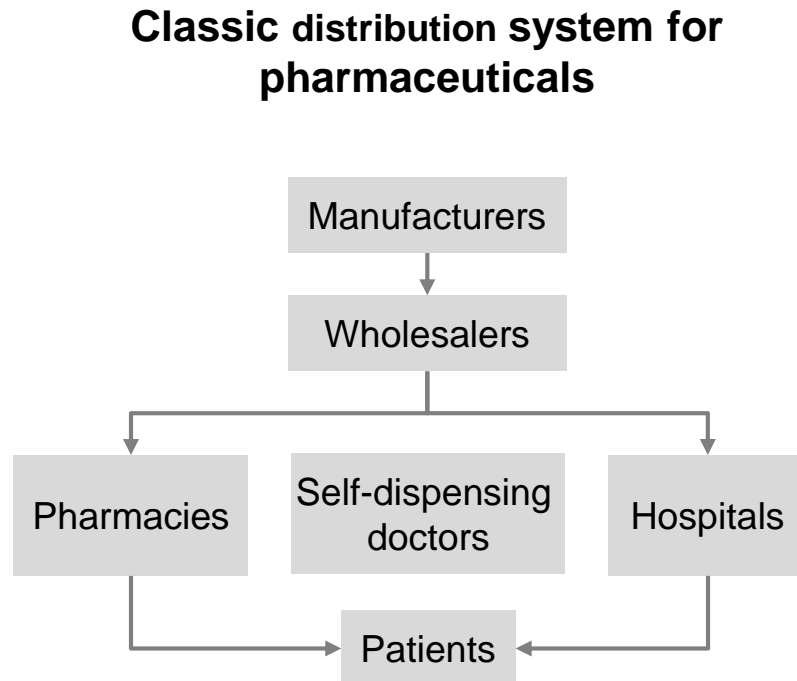 Classic distribution system for
pharmaceuticals
Manufacturers
Wholesalers
Pharmacies
Self-dispensing
doctors
Hospitals
Patients